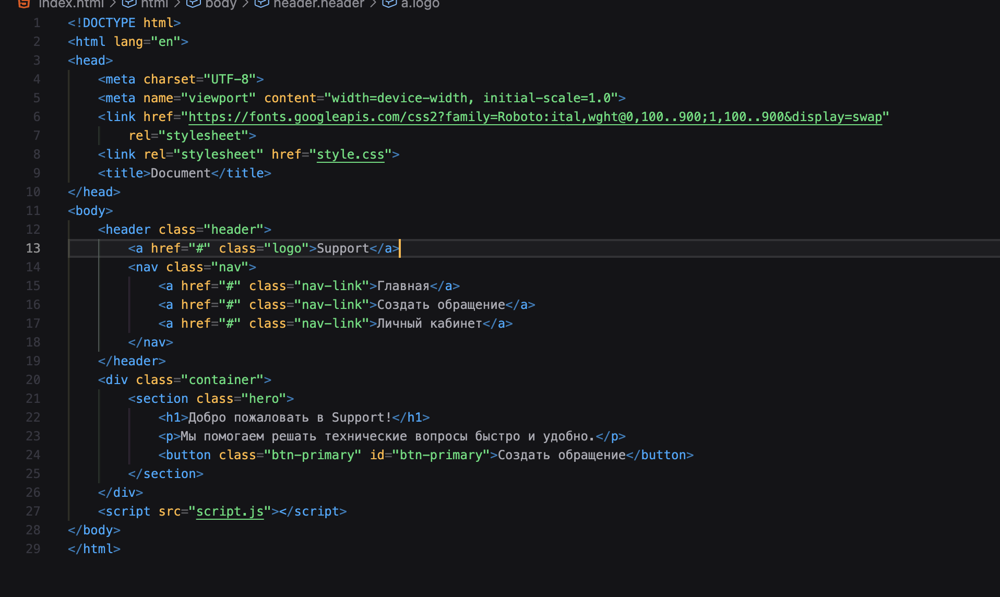 index.html > html > body > header.header > a.logo
1 <!DOCTYPE html>
2 <html lang="en">
3 <head>
4 <meta charset="UTF-8">
5 <meta name="viewport" content="width=device-width, initial-scale=1.0">
6 <link href="https://fonts.googleapis.com/css2?family=Roboto:ital,wght@0,100..900;1,100..900&display=swap"
7 rel="stylesheet">
8 <link rel="stylesheet" href="style.css">
9 <title>Document</title>
10 </head>
11 <body>
12 <header class="header">
13 <a href="#" class="logo">Support</a>
14 <nav class="nav">
15 <a href="#" class="nav-link">Главная</a>
16 <a href="#" class="nav-link">Создать обращение</a>
17 <a href="#" class="nav-link">Личный кабинет</a>
18 </nav>
19 </header>
20 <div class="container">
21 <section class="hero">
22 <h1>Добро пожаловать в Support!</h1>
23 <p>Мы помогаем решать технические вопросы быстро и удобно.</p>
24 <button class="btn-primary" id="btn-primary">Создать обращение</button>
25 </section>
26 </div>
27 <script src="script.js"></script>
28 </body>
29 </html>